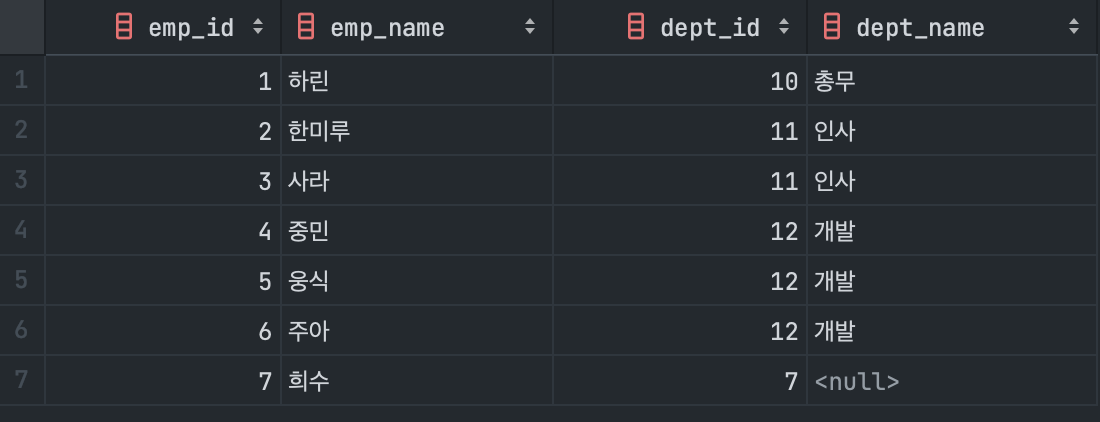 emp_id emp_name dept_id dept_name
1 1 하린 10 총무
2 2 한미루 11 인사
3 3 사라 11 인사
4 4 중민 12 개발
5 5 웅식 12 개발
6 6 주아 12 개발
7 7 희수 7 <null>